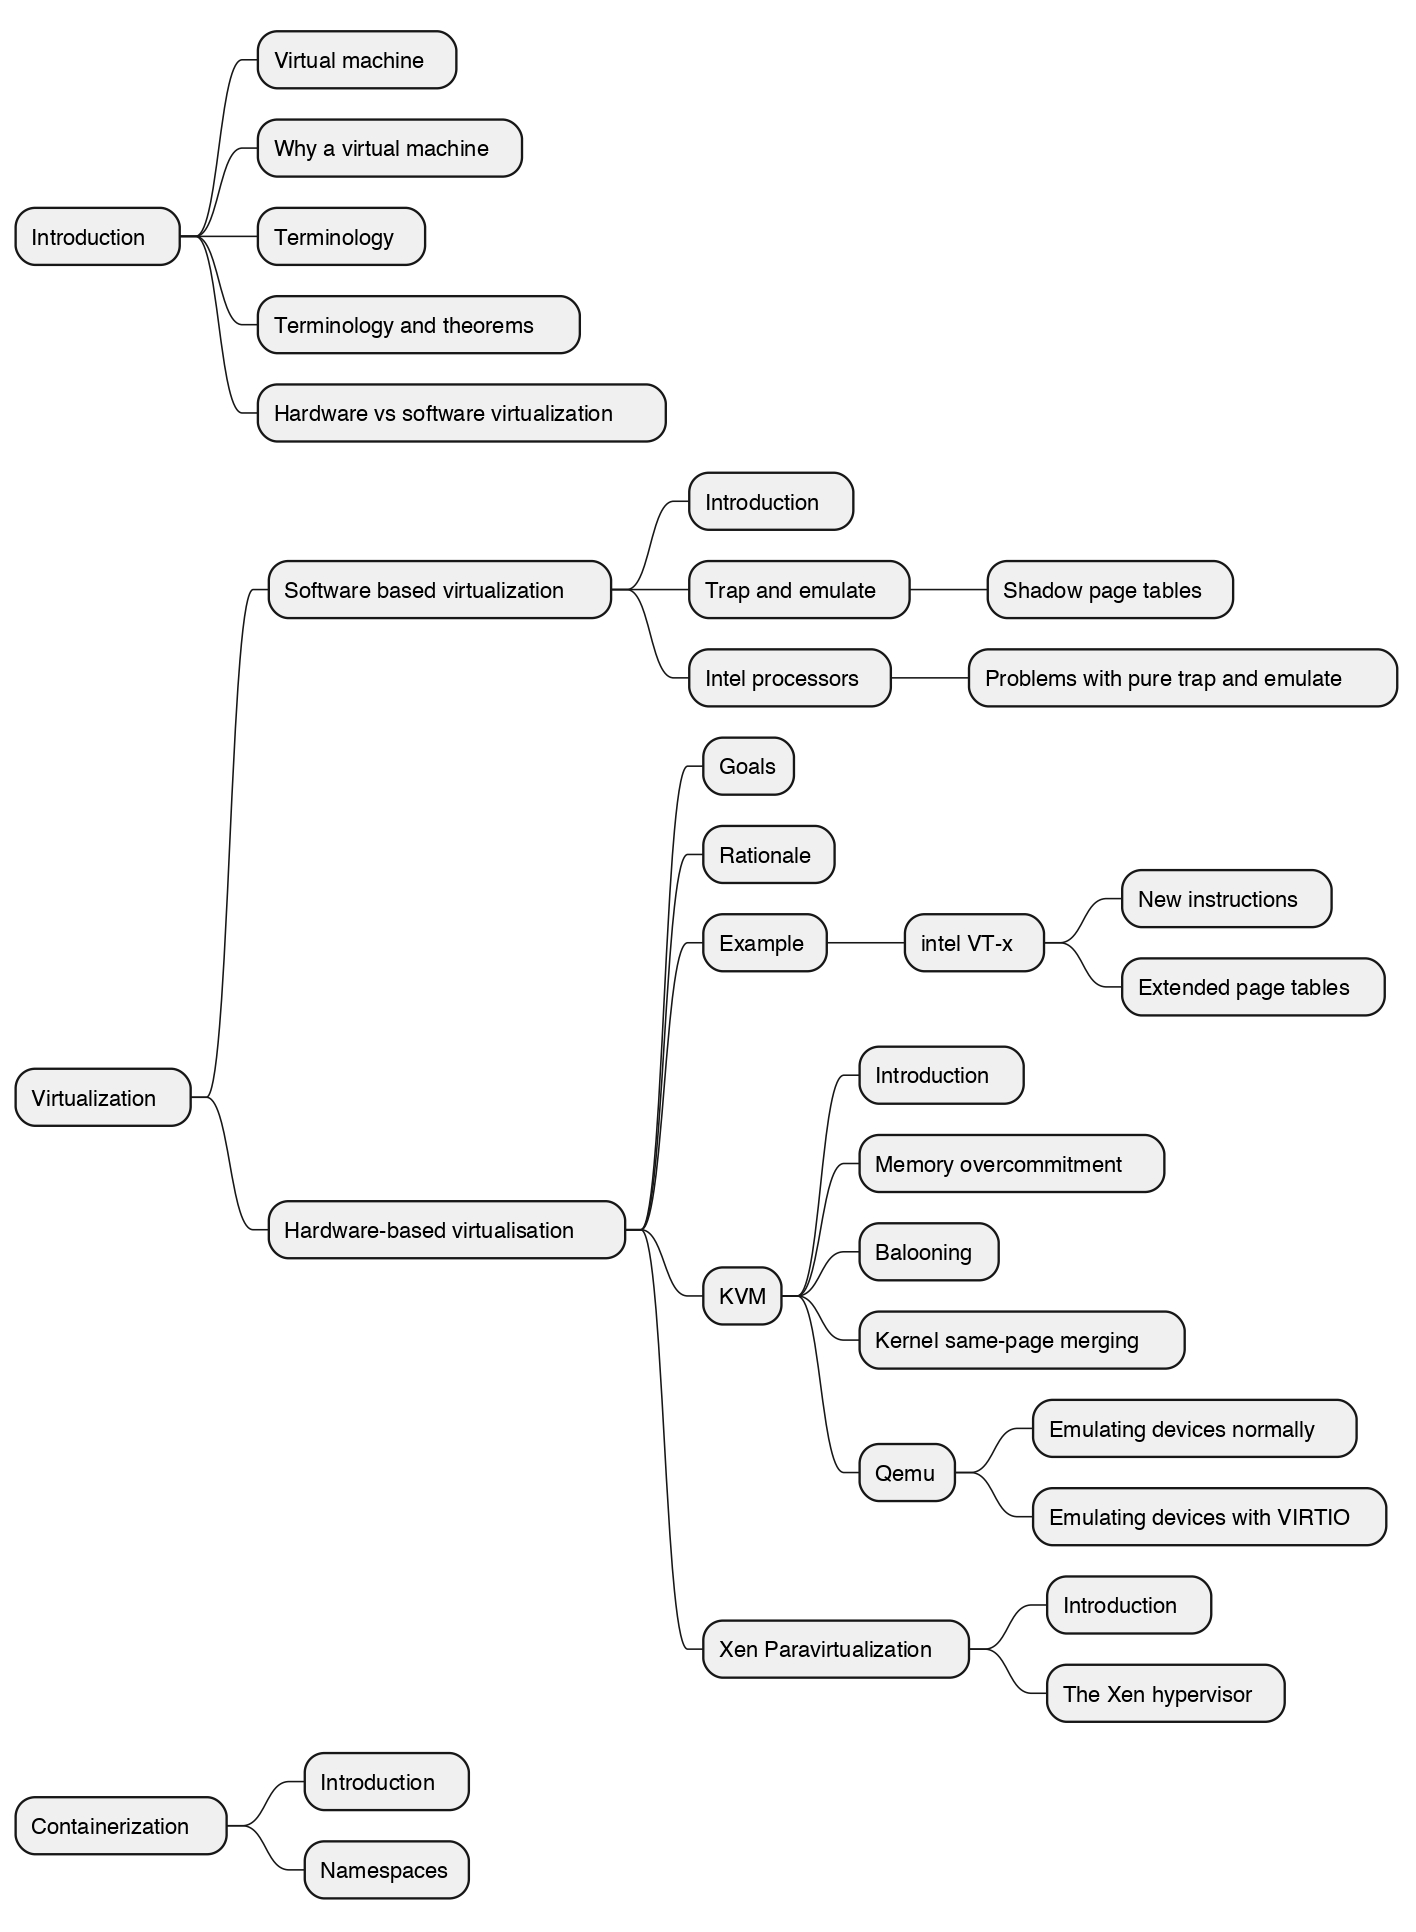 Introduction
Virtual machine
Why a virtual machine
Terminology
Terminology and theorems
Hardware vs software virtualization
Virtualization
Software based virtualization
Introduction
Trap and emulate
Shadow page tables
Intel processors
Problems with pure trap and emulate
Hardware-based virtualisation
Goals
Rationale
Example
intel VT-x
New instructions
Extended page tables
KVM
Introduction
Memory overcommitment
Balooning
Kernel same-page merging
Qemu
Emulating devices normally
Emulating devices with VIRTIO
Xen Paravirtualization
Introduction
The Xen hypervisor
Containerization
Introduction
Namespaces